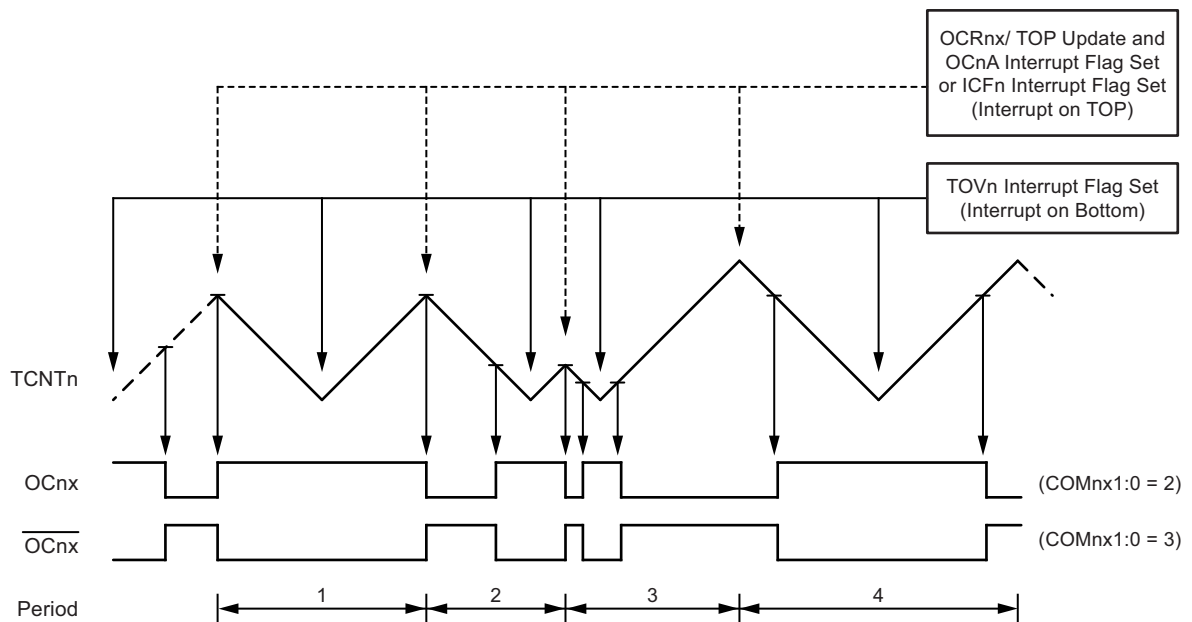 OCRnx/ TOP Update and
OCnA Interrupt Flag Set
or ICFn Interrupt Flag Set
(Interrupt on TOP)
TOVn Interrupt Flag Set
(Interrupt on Bottom)
TCNTn
OCnx
(COMnx1:0 = 2)
OCnx
(COMnx1:0 = 3)
Period
1
2
3
4